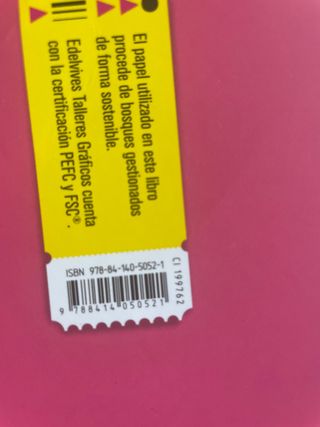 El papel utilizado en este libro
procede de bosques gestionados
de forma sostenible.
Edelvives Talleres Gráficos cuenta
con la certificación PEFC y FSC®.
ISBN 978-84-140-5052-1
9 788414 050521
CI 199762